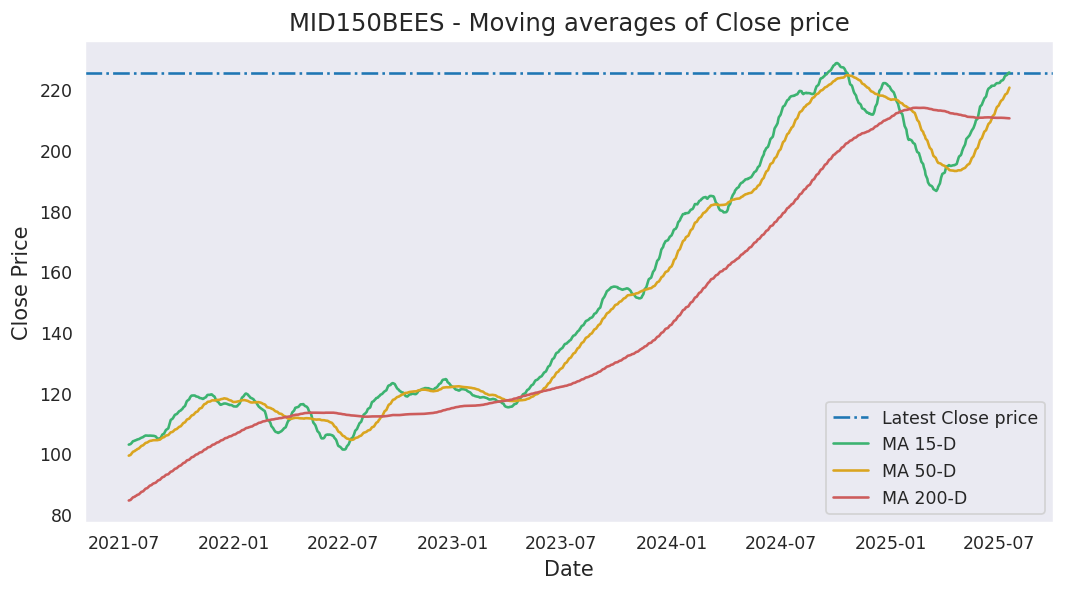 MID150BEES - Moving averages of Close price
Close Price
220
200
180
160
140
120
100
80
2021-07
2022-01
2022-07
2023-01
2023-07
2024-01
2024-07
2025-01
2025-07
Date
Latest Close price
MA 15-D
MA 50-D
MA 200-D